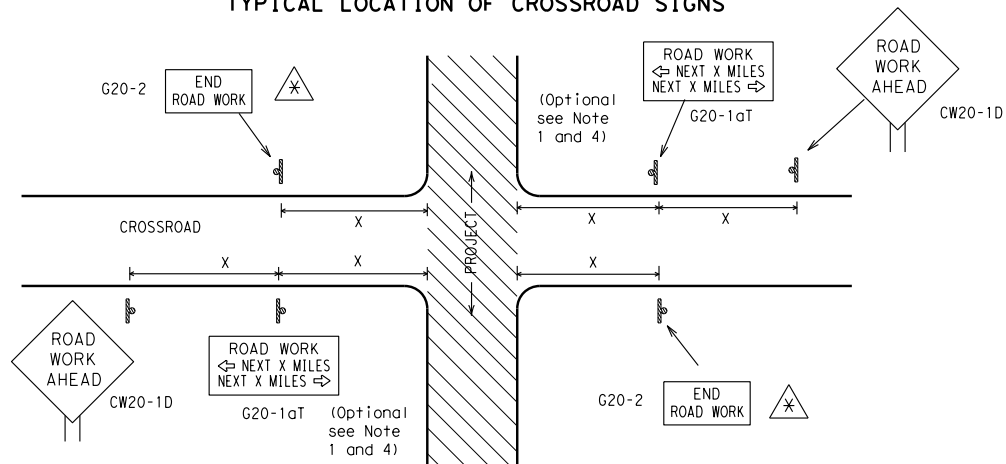 TYPICAL LOCATION OF CROSSROAD SIGNS
ROAD
WORK
AHEAD
CW20-1D
ROAD WORK
⇦ NEXT X MILES
NEXT X MILES ⇨
G20-1aT
(Optional
see Note
1 and 4)
G20-2
END
ROAD WORK
X
X
X
CROSSROAD
PROJECT
X
X
X
ROAD
WORK
AHEAD
CW20-1D
ROAD WORK
⇦ NEXT X MILES
NEXT X MILES ⇨
G20-1aT
(Optional
see Note
1 and 4)
G20-2
END
ROAD WORK